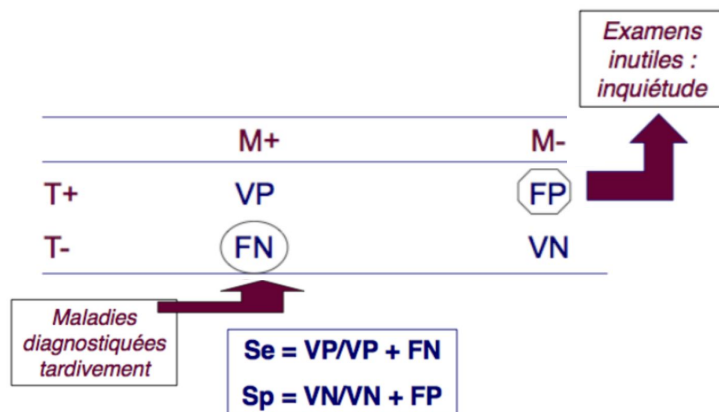 Examens
inutiles :
inquiétude
M+ M-
T+ VP FP
T- FN VN
Maladies
diagnostiquées
tardivement
Se = VP/VP + FN
Sp = VN/VN + FP